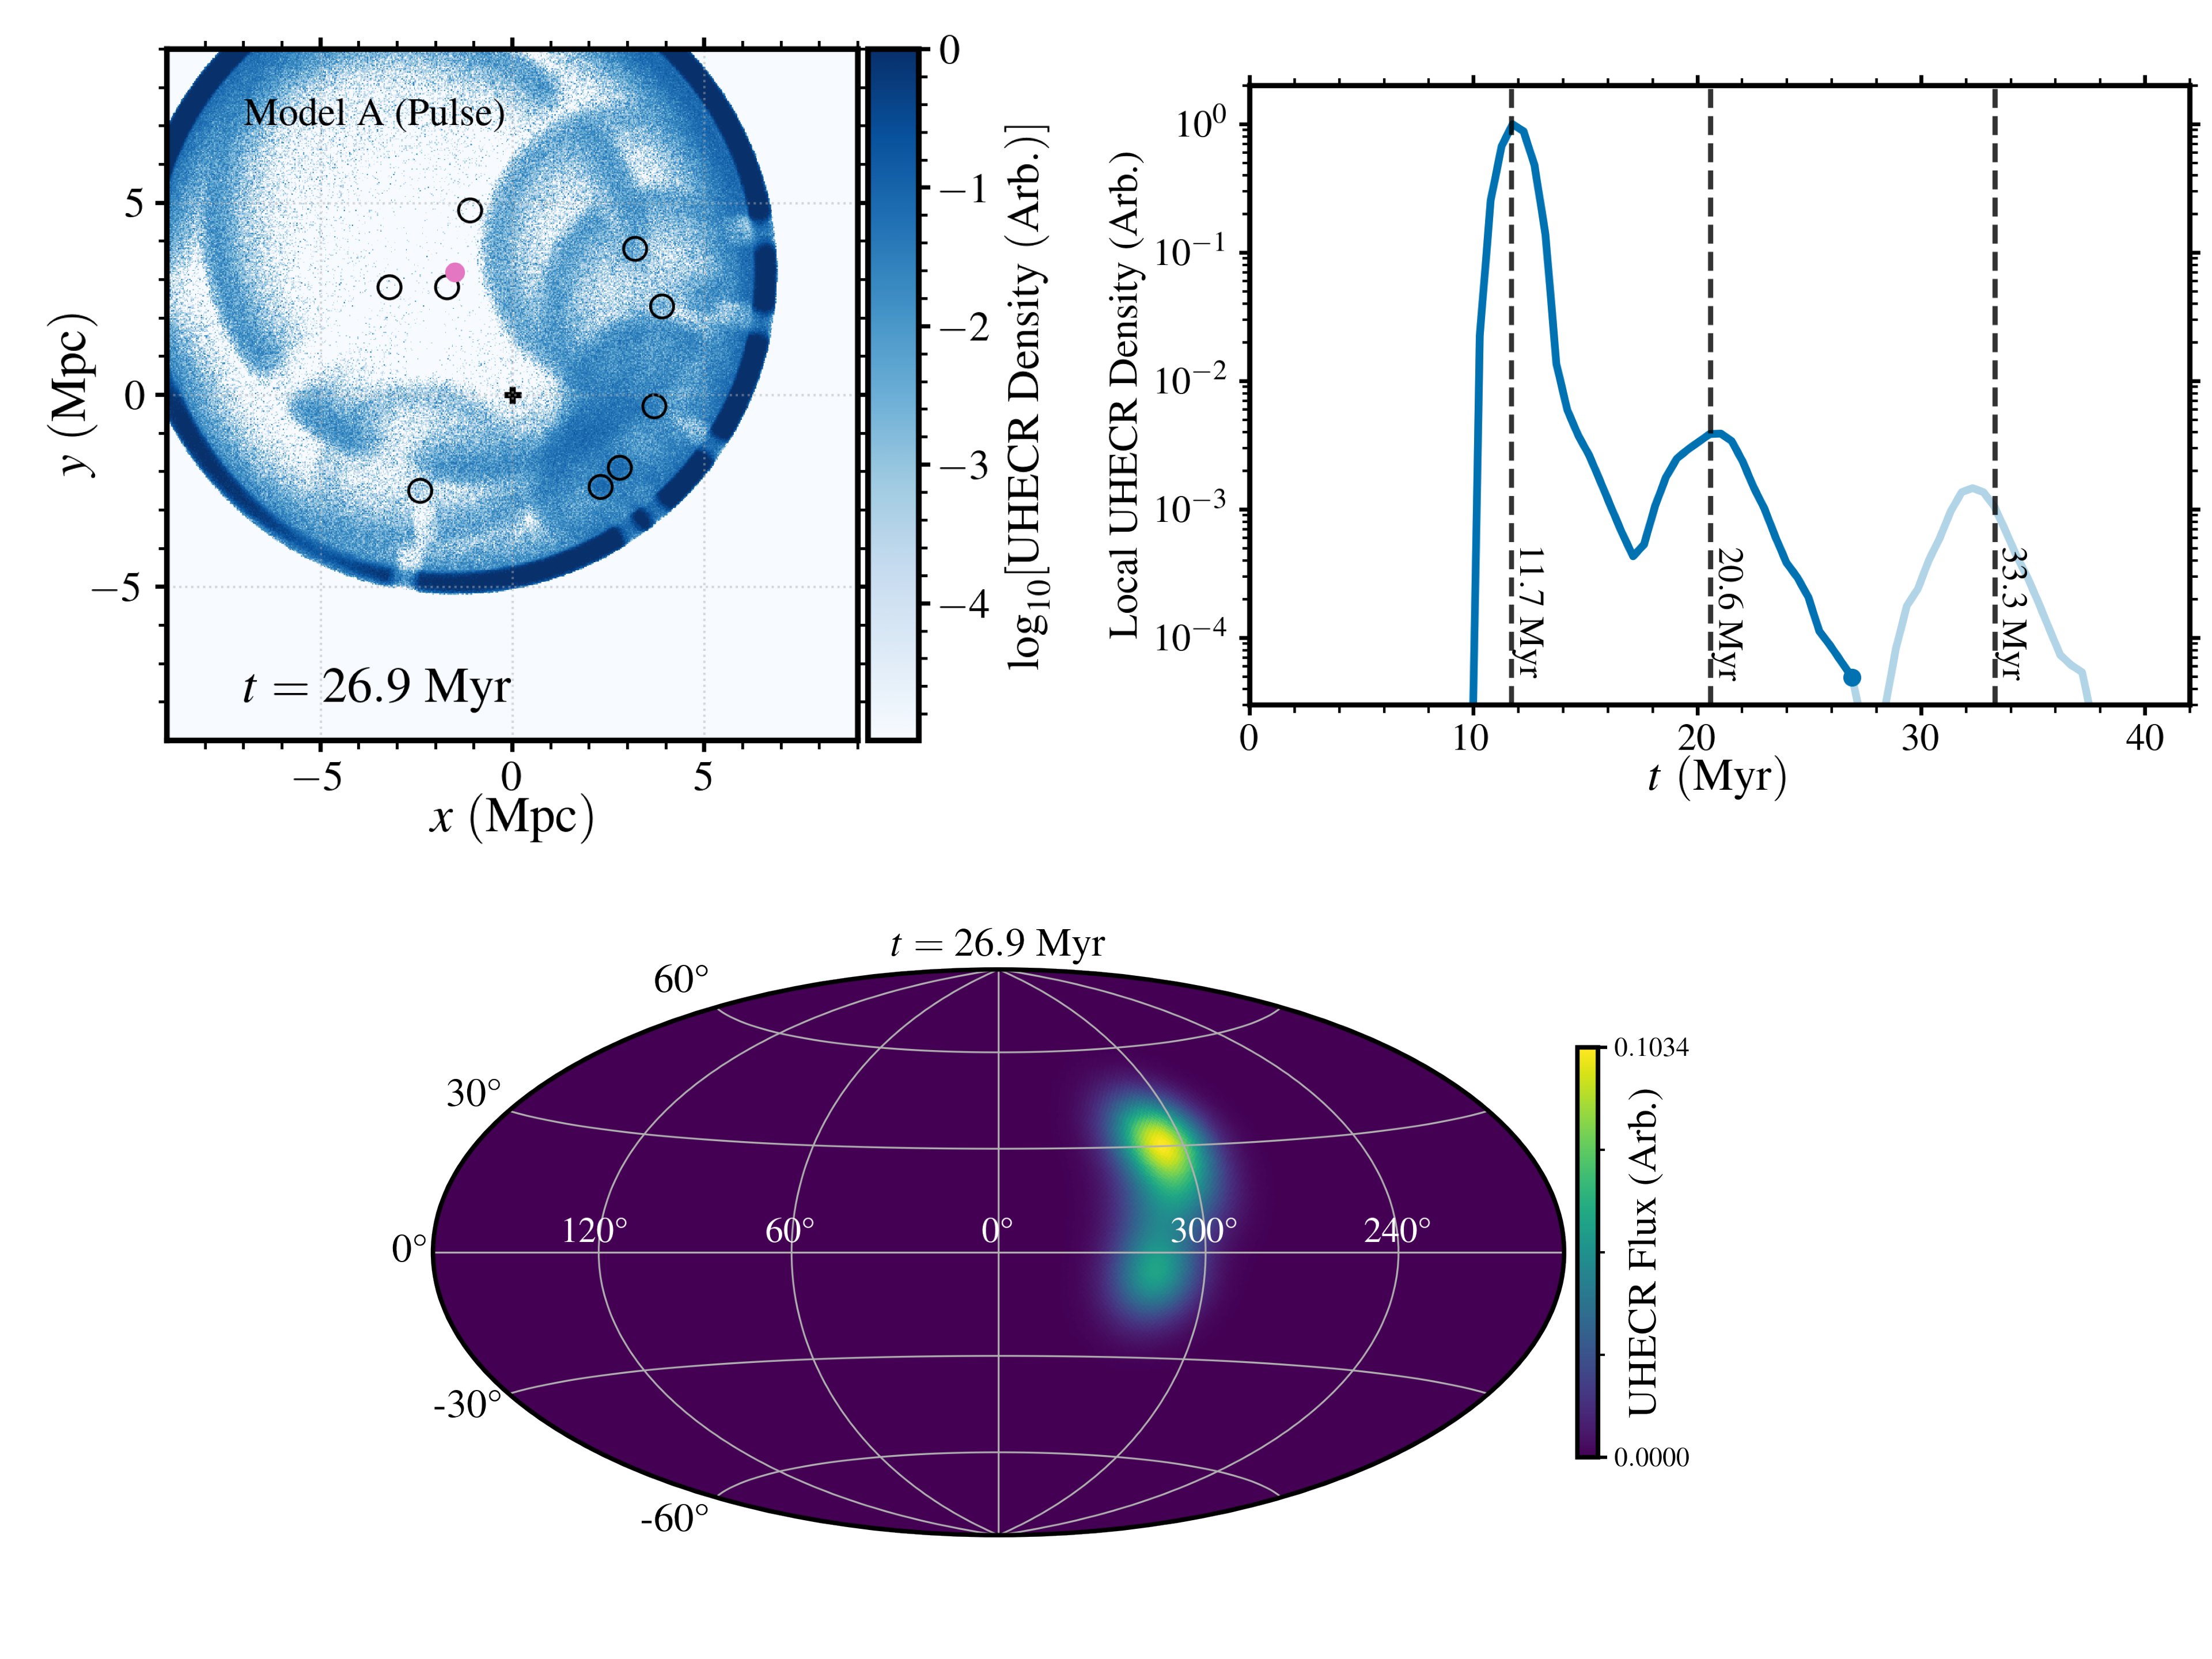 Model A (Pulse)
t = 26.9 Myr
5
0
−5
y (Mpc)
−5
0
5
x (Mpc)
0
−1
−2
−3
−4
log₁₀[UHECR Density (Arb.)]
10⁰
10⁻¹
10⁻²
10⁻³
10⁻⁴
Local UHECR Density (Arb.)
11.7 Myr
20.6 Myr
33.3 Myr
0
10
20
30
40
t (Myr)
t = 26.9 Myr
60°
30°
0°
-30°
-60°
120°
60°
0°
300°
240°
0.1034
0.0000
UHECR Flux (Arb.)